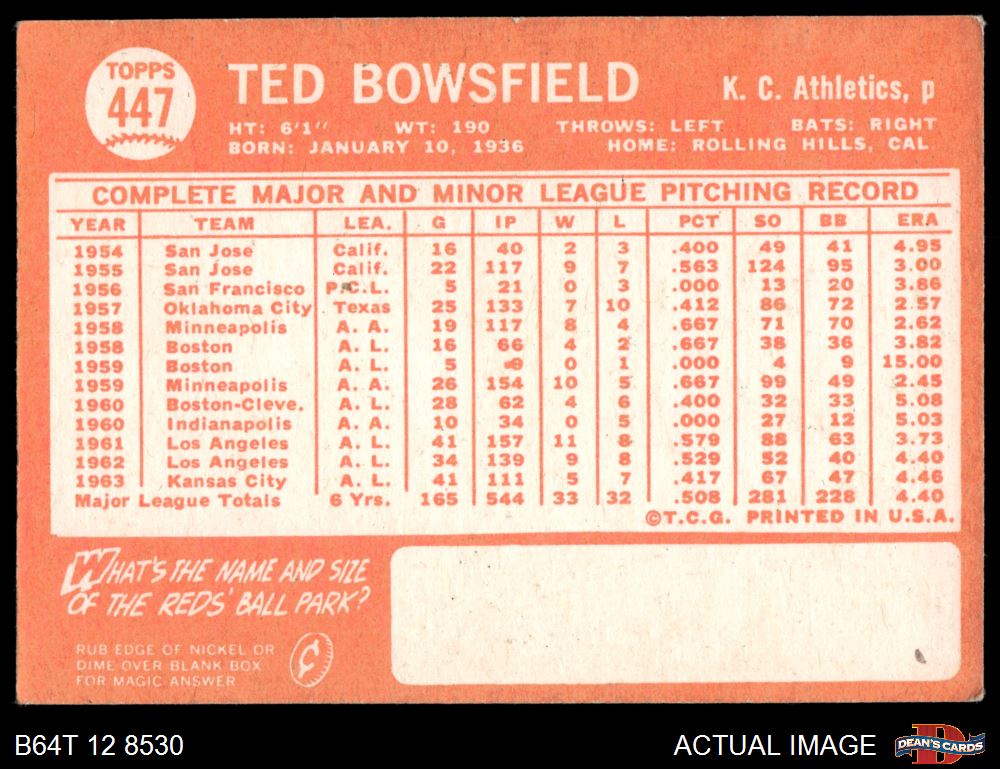 TOPPS
447
TED BOWSFIELD
K. C. Athletics, p
HT: 6'1" WT: 190 THROWS: LEFT BATS: RIGHT
BORN: JANUARY 10, 1936 HOME: ROLLING HILLS, CAL
COMPLETE MAJOR AND MINOR LEAGUE PITCHING RECORD
YEAR TEAM LEA. G IP W L PCT SO BB ERA
1954 San Jose Calif. 16 40 2 3 .400 49 41 4.95
1955 San Jose Calif. 22 117 9 7 .563 124 95 3.00
1956 San Francisco P.C.L. 5 21 0 3 .000 13 20 3.86
1957 Oklahoma City Texas 25 133 7 10 .412 86 72 2.57
1958 Minneapolis A. A. 19 117 8 4 .667 71 70 2.62
1958 Boston A. L. 16 66 4 2 .667 38 36 3.82
1959 Boston A. L. 5 0 1 .000 4 9 15.00
1959 Minneapolis A. A. 26 154 10 5 .667 99 49 2.45
1960 Boston-Cleve. A. L. 28 62 4 6 .400 32 33 5.08
1960 Indianapolis A. A. 10 34 0 5 .000 27 12 5.03
1961 Los Angeles A. L. 41 157 11 8 .579 88 63 3.73
1962 Los Angeles A. L. 34 139 9 8 .529 52 40 4.40
1963 Kansas City A. L. 41 111 5 7 .417 67 47 4.46
Major League Totals 6 Yrs. 165 544 33 32 .508 281 228 4.40
©T.C.G. PRINTED IN U.S.A.
WHAT'S THE NAME AND SIZE
OF THE REDS' BALL PARK?
RUB EDGE OF NICKEL OR
DIME OVER BLANK BOX
FOR MAGIC ANSWER
¢
B64T 12 8530
ACTUAL IMAGE
D
DEAN'S CARDS